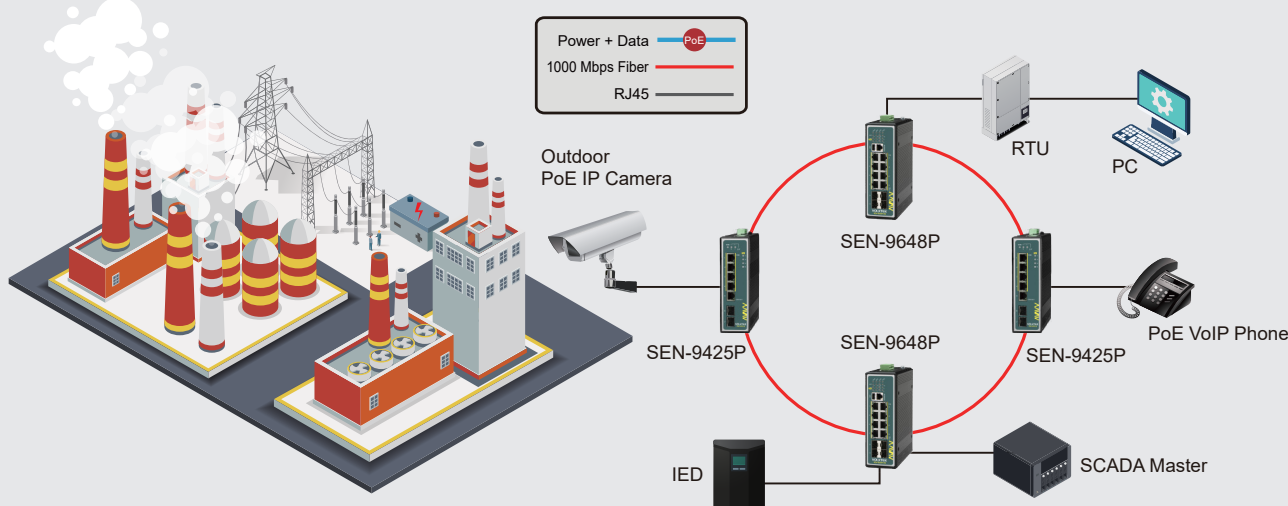 Power + Data
PoE
1000 Mbps Fiber
RJ45
Outdoor
PoE IP Camera
RTU
PC
SEN-9648P
SEN-9425P
SEN-9648P
SEN-9425P
PoE VoIP Phone
IED
SCADA Master